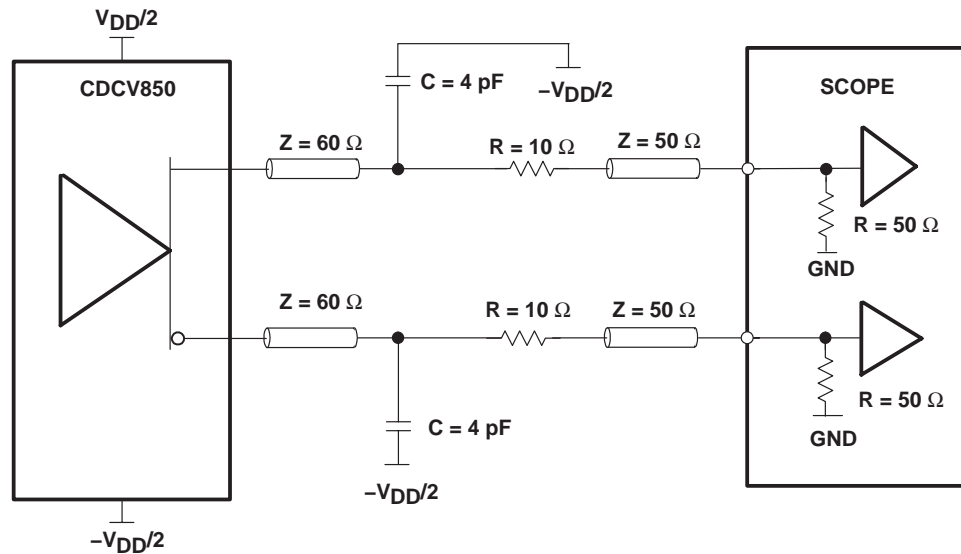 VDD/2
CDCV850
C = 4 pF
–VDD/2
SCOPE
Z = 60 Ω
R = 10 Ω
Z = 50 Ω
R = 50 Ω
GND
Z = 60 Ω
R = 10 Ω
Z = 50 Ω
R = 50 Ω
GND
C = 4 pF
–VDD/2
–VDD/2